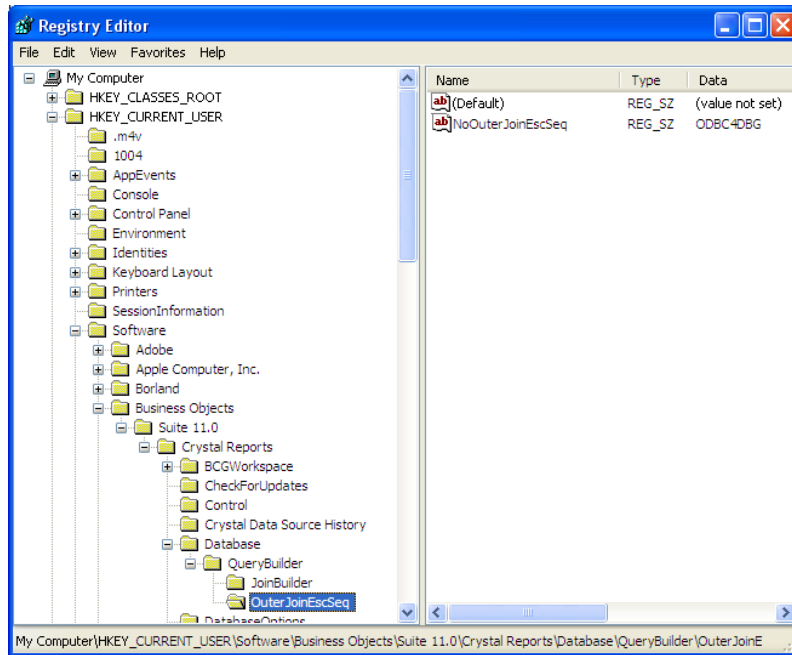 Registry Editor
File Edit View Favorites Help
My Computer
HKEY_CLASSES_ROOT
HKEY_CURRENT_USER
.m4v
1004
AppEvents
Console
Control Panel
Environment
Identities
Keyboard Layout
Printers
SessionInformation
Software
Adobe
Apple Computer, Inc.
Borland
Business Objects
Suite 11.0
Crystal Reports
BCGWorkspace
CheckForUpdates
Control
Crystal Data Source History
Database
QueryBuilder
JoinBuilder
OuterJoinEscSeq
DatabaseOptions
Name Type Data
ab (Default) REG_SZ (value not set)
ab NoOuterJoinEscSeq REG_SZ ODBC4DBG
My Computer\HKEY_CURRENT_USER\Software\Business Objects\Suite 11.0\Crystal Reports\Database\QueryBuilder\OuterJoinE